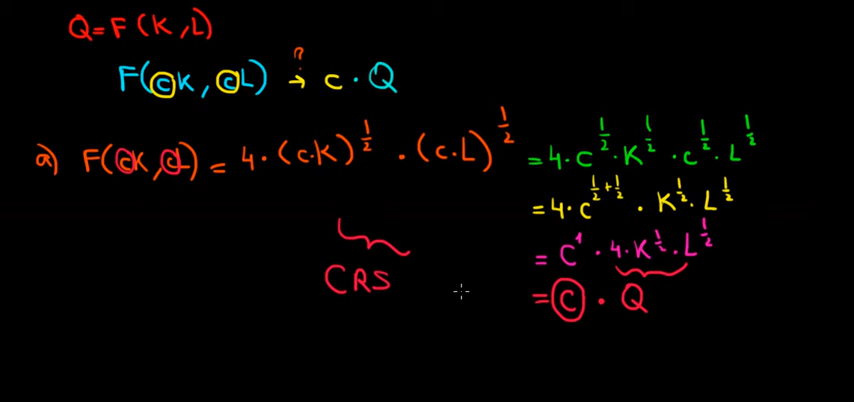 Q=F(K,L)
?
F(cK, cL) → c · Q
a) F(cK, cL) = 4·(c·K)^{1/2} · (c·L)^{1/2} = 4·c^{1/2}·K^{1/2}·c^{1/2}·L^{1/2}
= 4·c^{1/2+1/2} · K^{1/2}·L^{1/2}
= C^1 · 4·K^{1/2}·L^{1/2}
CRS = C · Q